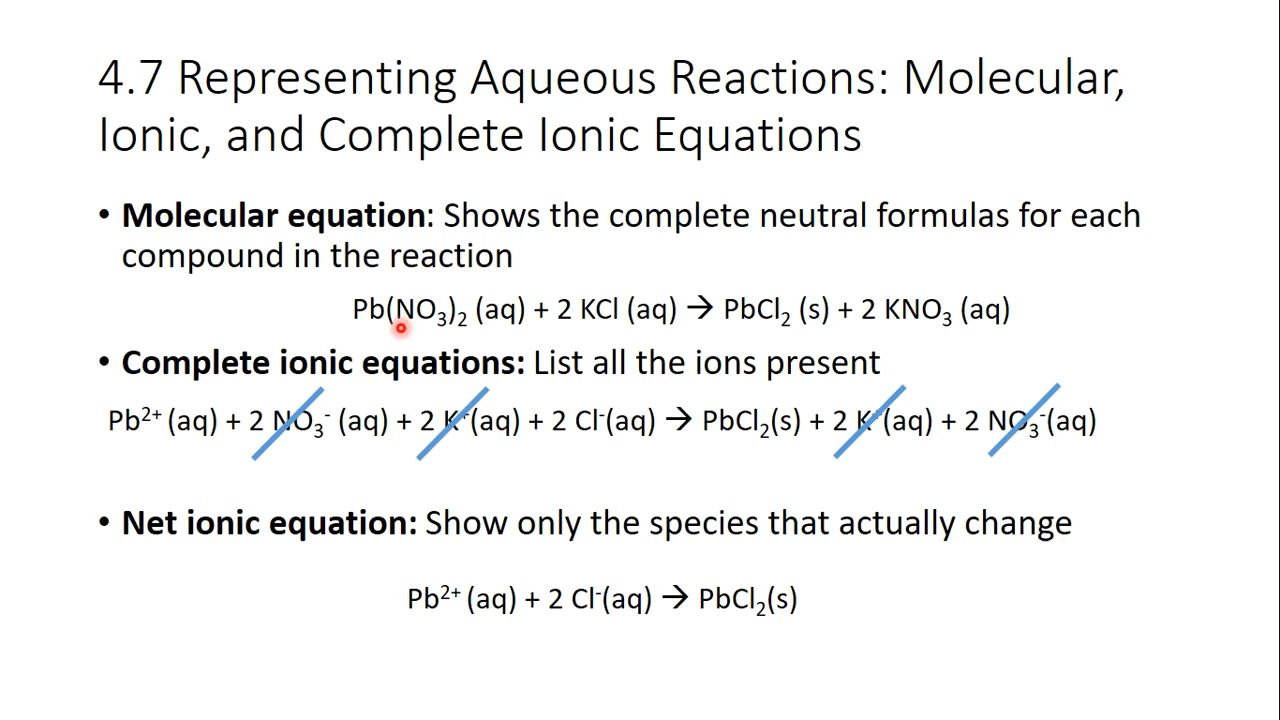 4.7 Representing Aqueous Reactions: Molecular,
Ionic, and Complete Ionic Equations
• Molecular equation: Shows the complete neutral formulas for each
compound in the reaction
Pb(NO₃)₂ (aq) + 2 KCl (aq) → PbCl₂ (s) + 2 KNO₃ (aq)
• Complete ionic equations: List all the ions present
Pb²⁺ (aq) + 2 NO₃⁻ (aq) + 2 K⁺(aq) + 2 Cl⁻(aq) → PbCl₂(s) + 2 K⁺(aq) + 2 NO₃⁻(aq)
• Net ionic equation: Show only the species that actually change
Pb²⁺ (aq) + 2 Cl⁻(aq) → PbCl₂(s)